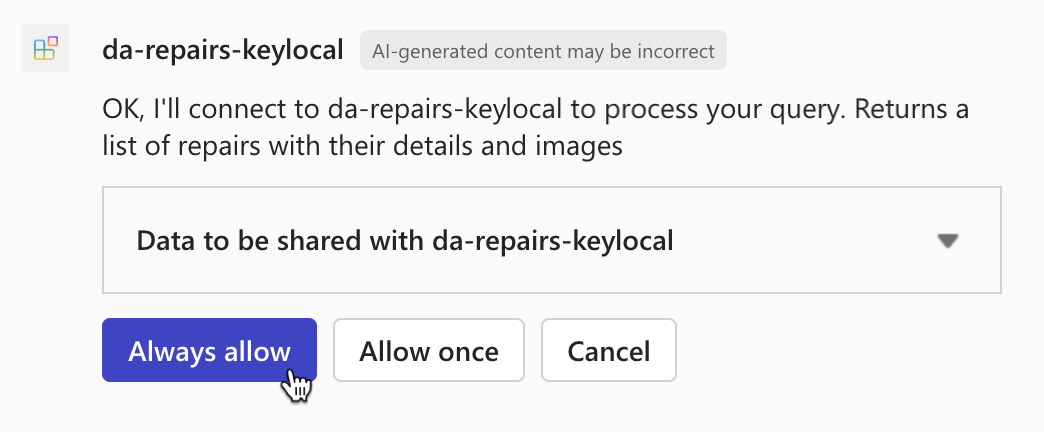 da-repairs-keylocal AI-generated content may be incorrect
OK, I'll connect to da-repairs-keylocal to process your query. Returns a
list of repairs with their details and images
Data to be shared with da-repairs-keylocal
Always allow Allow once Cancel